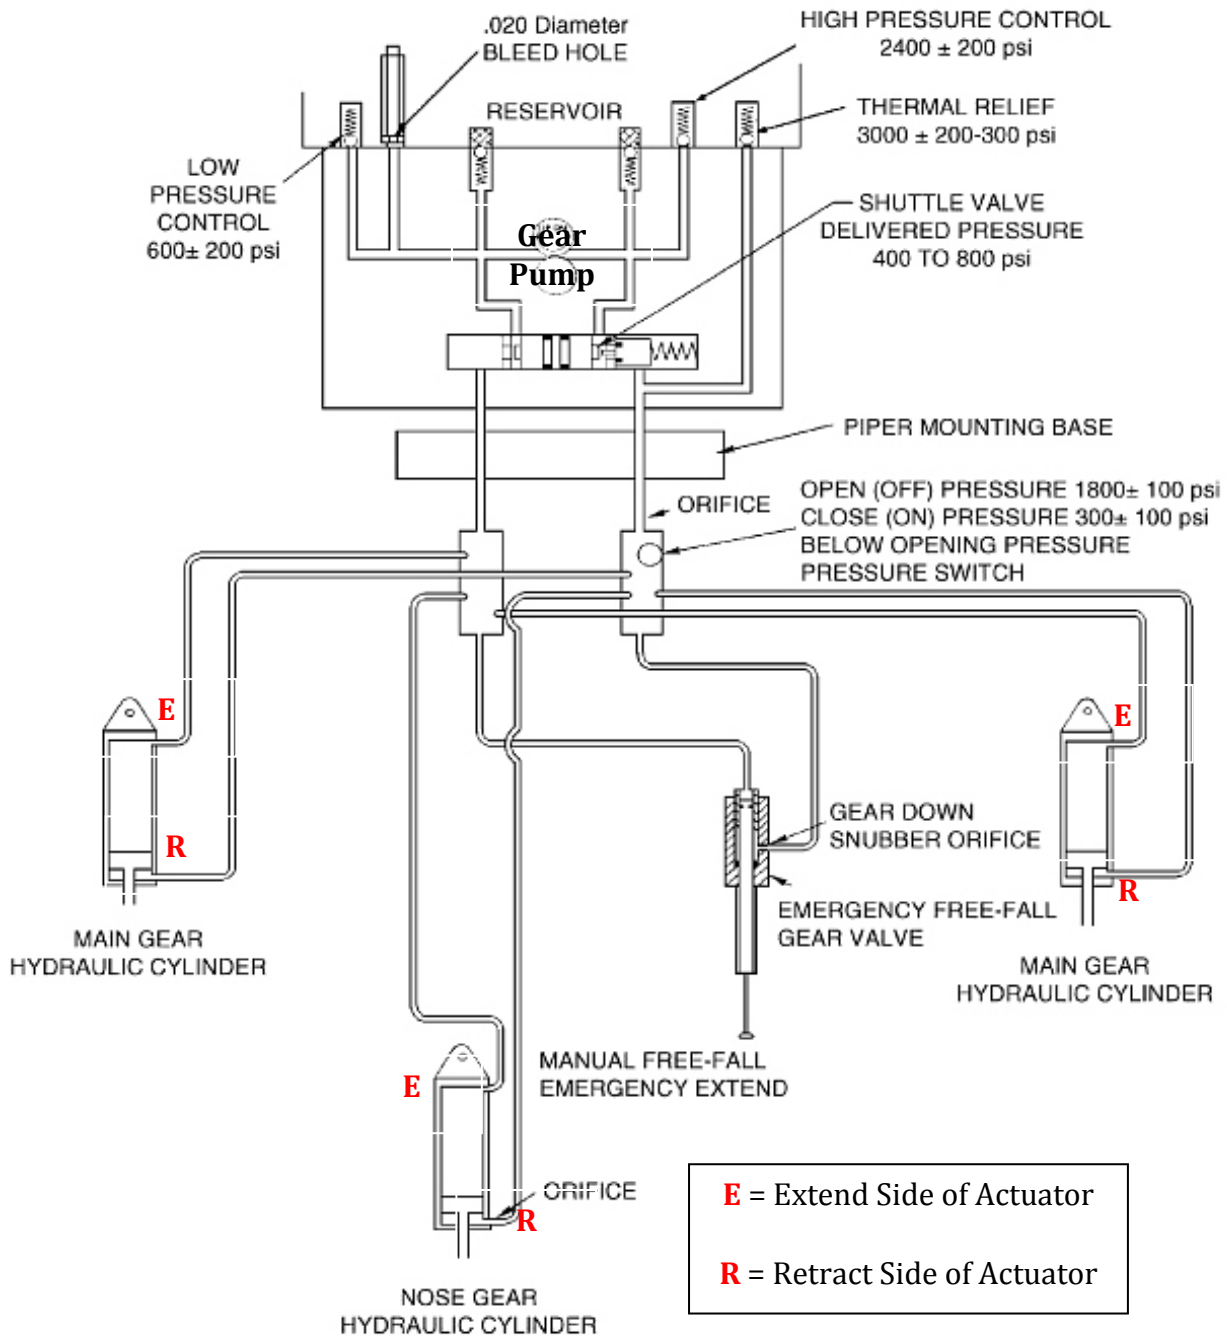 .020 Diameter
BLEED HOLE
HIGH PRESSURE CONTROL
2400 ± 200 psi
RESERVOIR
THERMAL RELIEF
3000 ± 200-300 psi
LOW
PRESSURE
CONTROL
600± 200 psi
Gear
Pump
SHUTTLE VALVE
DELIVERED PRESSURE
400 TO 800 psi
PIPER MOUNTING BASE
ORIFICE
OPEN (OFF) PRESSURE 1800± 100 psi
CLOSE (ON) PRESSURE 300± 100 psi
BELOW OPENING PRESSURE
PRESSURE SWITCH
E
R
MAIN GEAR
HYDRAULIC CYLINDER
GEAR DOWN
SNUBBER ORIFICE
EMERGENCY FREE-FALL
GEAR VALVE
E
R
MAIN GEAR
HYDRAULIC CYLINDER
MANUAL FREE-FALL
EMERGENCY EXTEND
E
ORIFICE
R
NOSE GEAR
HYDRAULIC CYLINDER
E = Extend Side of Actuator
R = Retract Side of Actuator